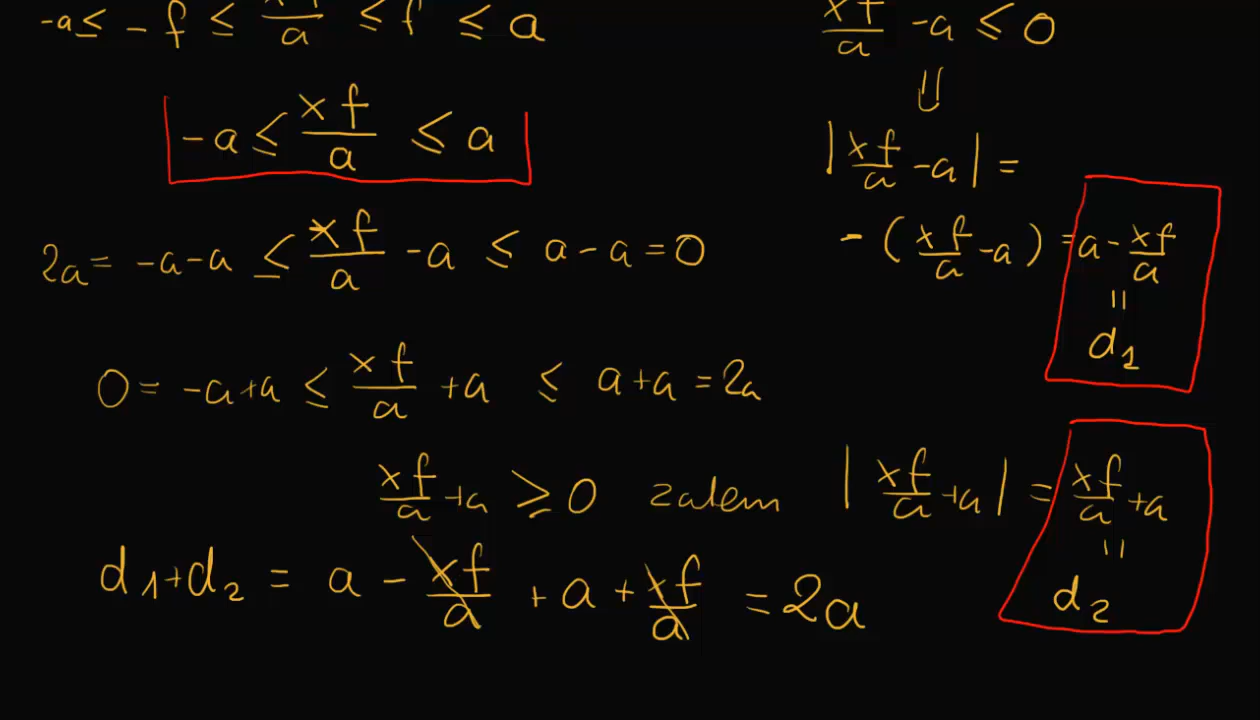 -a ≤ - f ≤ xf/a ≤ f ≤ a
xf/a - a ≤ 0
⇓
-a ≤ xf/a ≤ a
|xf/a - a| =
2a = -a-a ≤ xf/a - a ≤ a - a = 0
- (xf/a - a) = a - xf/a
=
d₁
0 = -a+a ≤ xf/a + a ≤ a+a = 2a
xf/a + a ≥ 0 zatem |xf/a + a| = xf/a + a
=
d₂
d₁+d₂ = a - xf/a + a + xf/a = 2a